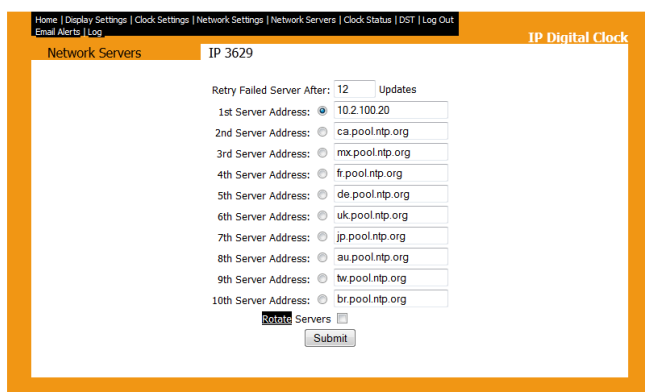 Home | Display Settings | Clock Settings | Network Settings | Network Servers | Clock Status | DST | Log Out
Email Alerts | Log
IP Digital Clock
Network Servers
IP 3629
Retry Failed Server After: 12 Updates
1st Server Address: 10.2.100.20
2nd Server Address: ca.pool.ntp.org
3rd Server Address: mx.pool.ntp.org
4th Server Address: fr.pool.ntp.org
5th Server Address: de.pool.ntp.org
6th Server Address: uk.pool.ntp.org
7th Server Address: jp.pool.ntp.org
8th Server Address: au.pool.ntp.org
9th Server Address: tw.pool.ntp.org
10th Server Address: br.pool.ntp.org
Rotate Servers
Submit